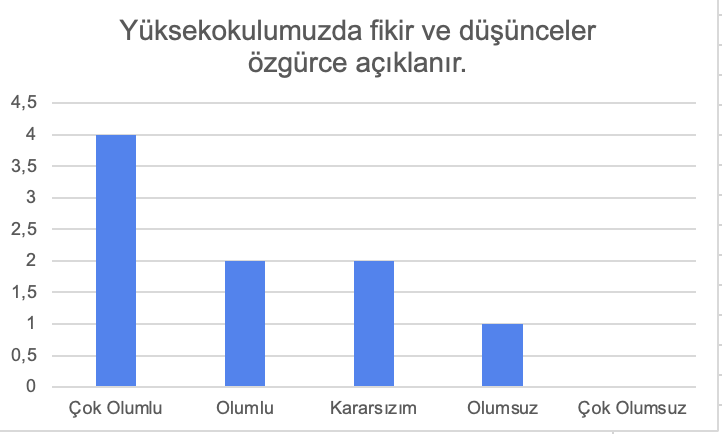 Yüksekokulumuzda fikir ve düşünceler
özgürce açıklanır.
4,5
4
3,5
3
2,5
2
1,5
1
0,5
0
Çok Olumlu
Olumlu
Kararsızım
Olumsuz
Çok Olumsuz